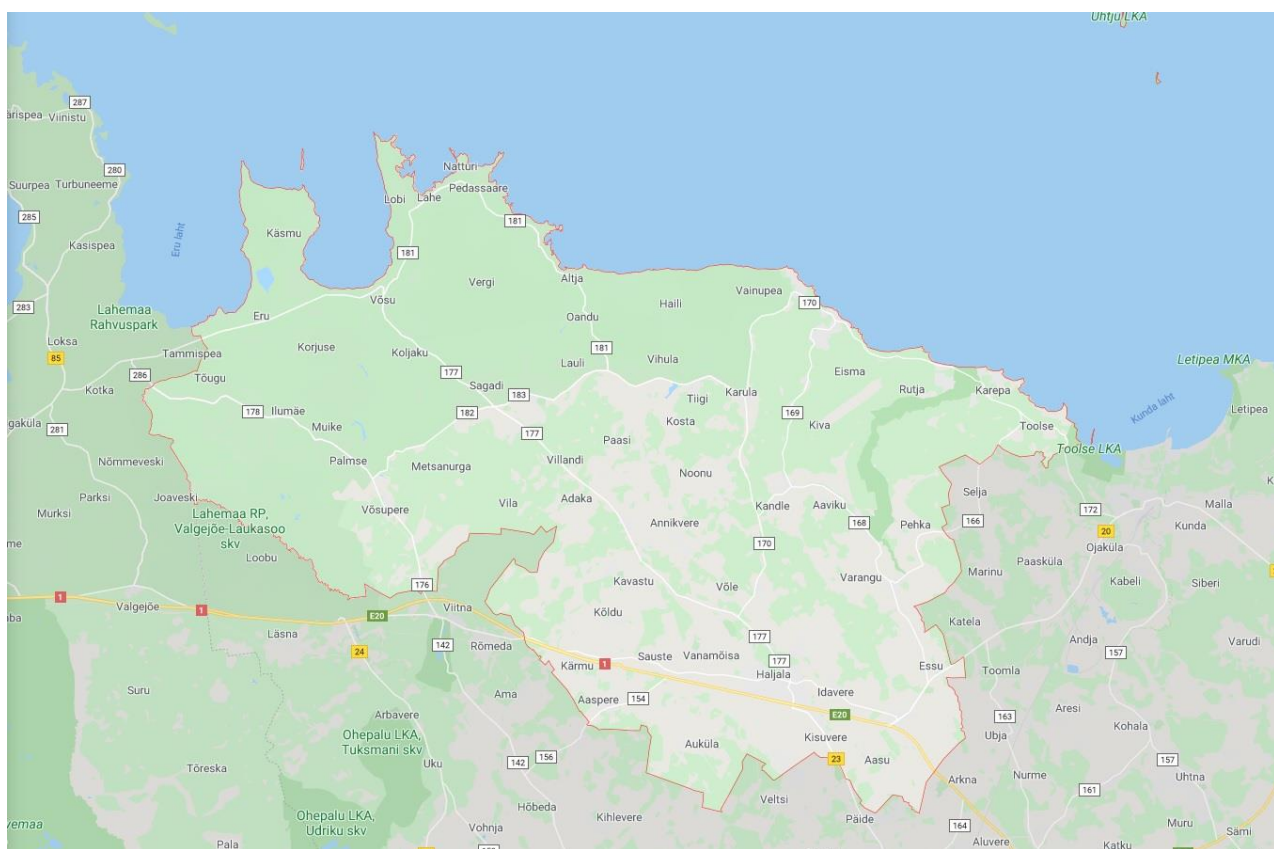 Uhtju LKA
287
Viinistu
280
Suurpea
Turbuneeme
285
Kasispea
Eru laht
283
Lahemaa
Rahvuspark
Loksa
85
Tammispea
286
Kotka
281
Nõmmeveski
Parksi
Joaveski
Murksi
Lahemaa RP,
Valgejõe-Laukasoo
skv
Loobu
Natturi
Pedassaare
Lobi
Lahe
181
Käsmu
181
Vergi
Altja
Võsu
Eru
Oandu
Haili
Vainupea
170
Korjuse
Koljaku
181
Lauli
Vihula
Eisma
Letipea MKA
Tõugu
177
Sagadi
183
Karula
Rutja
Karepa
Kunda laht
Letipea
178
Ilumäe
182
Tiigi
Kosta
169
Kiva
Toolse
Muike
177
Paasi
Toolse LKA
Palmse
Metsanurga
Villandi
Noonu
Selja
Adaka
Vila
Kandle
Aaviku
172
Malla
Võsupere
Annikvere
168
Pehka
166
20
Kunda
Ojaküla
170
Marinu
Paasküla
176
Kavastu
Võle
Varangu
Kabeli
Siberi
1
Valgejõe
1
E20
Viitna
Kõldu
Katela
Läsna
142
Rõmeda
177
Andja
Varudi
24
Sauste
Vanamõisa
177
157
Kärmu
1
Haljala
Essu
Toomla
Suru
Ama
Aaspere
154
Idavere
Aresi
Arbavere
E20
163
Kohala
Ohepalu LKA,
Tuksmani skv
Auküla
Kisuvere
Ubja
156
142
Uku
23
Aasu
157
Tõreska
Arkna
Nurme
Uhtna
Höbeda
Veltsi
161
Ohepalu LKA,
Udriku skv
Kihlevere
Päide
164
Muru
Vohnja
Sämi
Pala
Aluvere
Katku